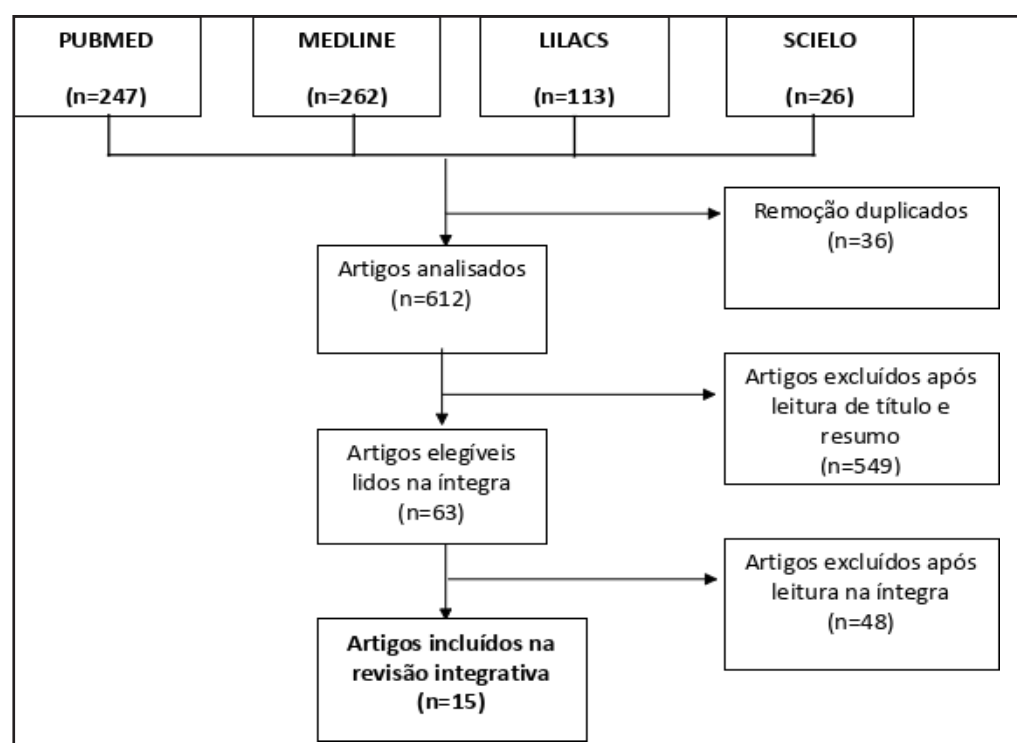 PUBMED
(n=247)
MEDLINE
(n=262)
LILACS
(n=113)
SCIELO
(n=26)
Remoção duplicados
(n=36)
Artigos analisados
(n=612)
Artigos excluídos após
leitura de título e
resumo
(n=549)
Artigos elegíveis
lidos na íntegra
(n=63)
Artigos excluídos após
leitura na íntegra
(n=48)
Artigos incluídos na
revisão integrativa
(n=15)